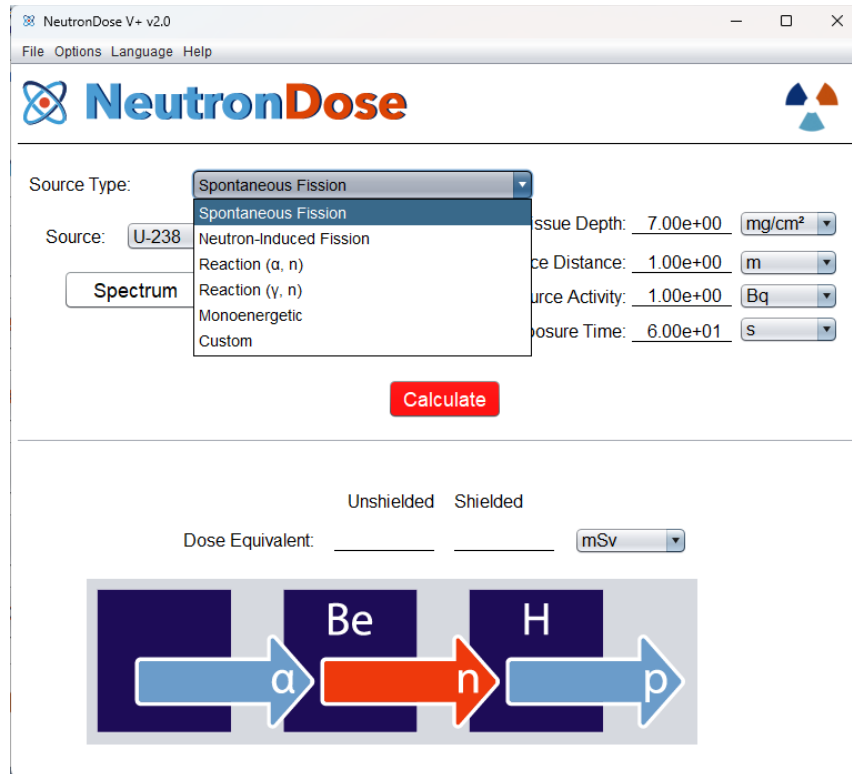 NeutronDose V+ v2.0
File Options Language Help
NeutronDose
Source Type: Spontaneous Fission
Spontaneous Fission
Neutron-Induced Fission
Reaction (α, n)
Reaction (γ, n)
Monoenergetic
Custom
Source: U-238
Spectrum
issue Depth: 7.00e+00 mg/cm²
ce Distance: 1.00e+00 m
urce Activity: 1.00e+00 Bq
posure Time: 6.00e+01 s
Calculate
Unshielded Shielded
Dose Equivalent: mSv
Be H
α n p